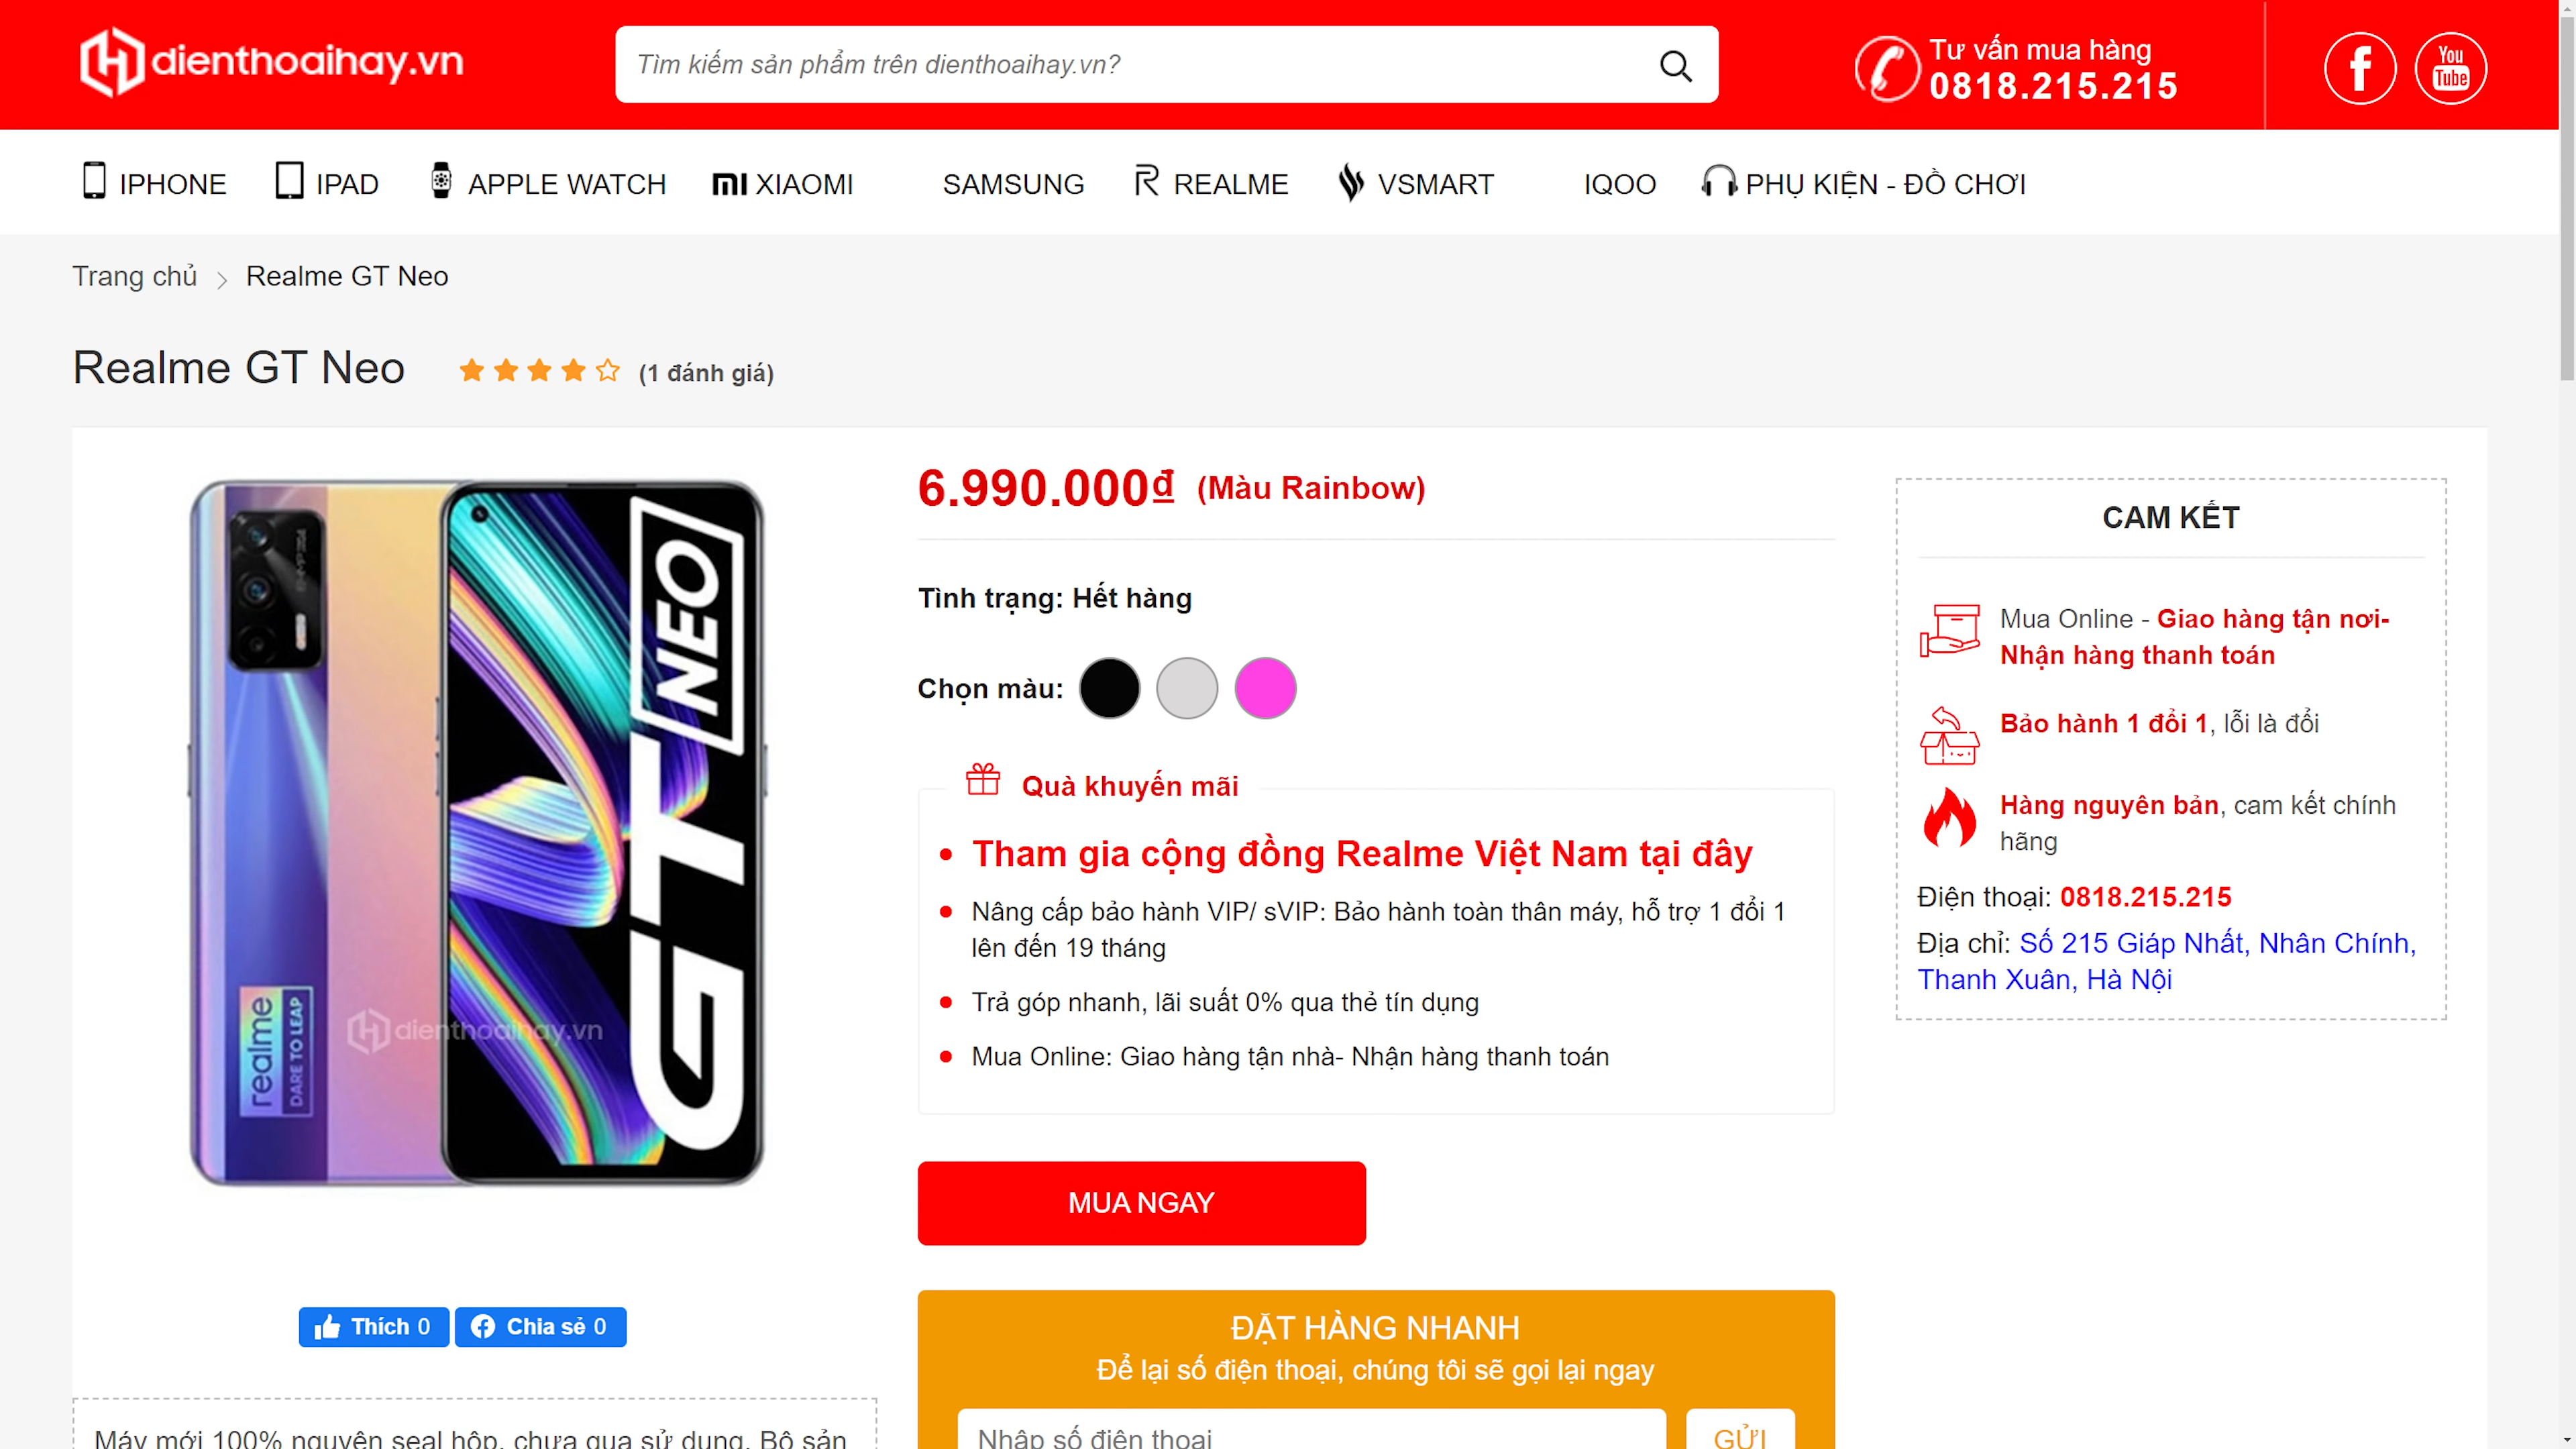 dienthoaihay.vn
Tìm kiếm sản phẩm trên dienthoaihay.vn?
Tư vấn mua hàng
0818.215.215
You
Tube
IPHONE
IPAD
APPLE WATCH
XIAOMI
SAMSUNG
REALME
VSMART
IQOO
PHỤ KIỆN - ĐỒ CHƠI
Trang chủ
Realme GT Neo
Realme GT Neo
(1 đánh giá)
GT NEO
realme
DARE TO LEAP
dienthoaihay.vn
Thích 0
Chia sẻ 0
Máy mới 100% nguyên seal hộp, chưa qua sử dụng. Bộ sản
6.990.000₫ (Màu Rainbow)
Tình trạng: Hết hàng
Chọn màu:
Quà khuyến mãi
Tham gia cộng đồng Realme Việt Nam tại đây
Nâng cấp bảo hành VIP/ sVIP: Bảo hành toàn thân máy, hỗ trợ 1 đổi 1
lên đến 19 tháng
Trả góp nhanh, lãi suất 0% qua thẻ tín dụng
Mua Online: Giao hàng tận nhà- Nhận hàng thanh toán
MUA NGAY
ĐẶT HÀNG NHANH
Để lại số điện thoại, chúng tôi sẽ gọi lại ngay
Nhập số điện thoại
GỬI
CAM KẾT
Mua Online - Giao hàng tận nơi-
Nhận hàng thanh toán
Bảo hành 1 đổi 1, lỗi là đổi
Hàng nguyên bản, cam kết chính
hãng
Điện thoại: 0818.215.215
Địa chỉ: Số 215 Giáp Nhất, Nhân Chính,
Thanh Xuân, Hà Nội